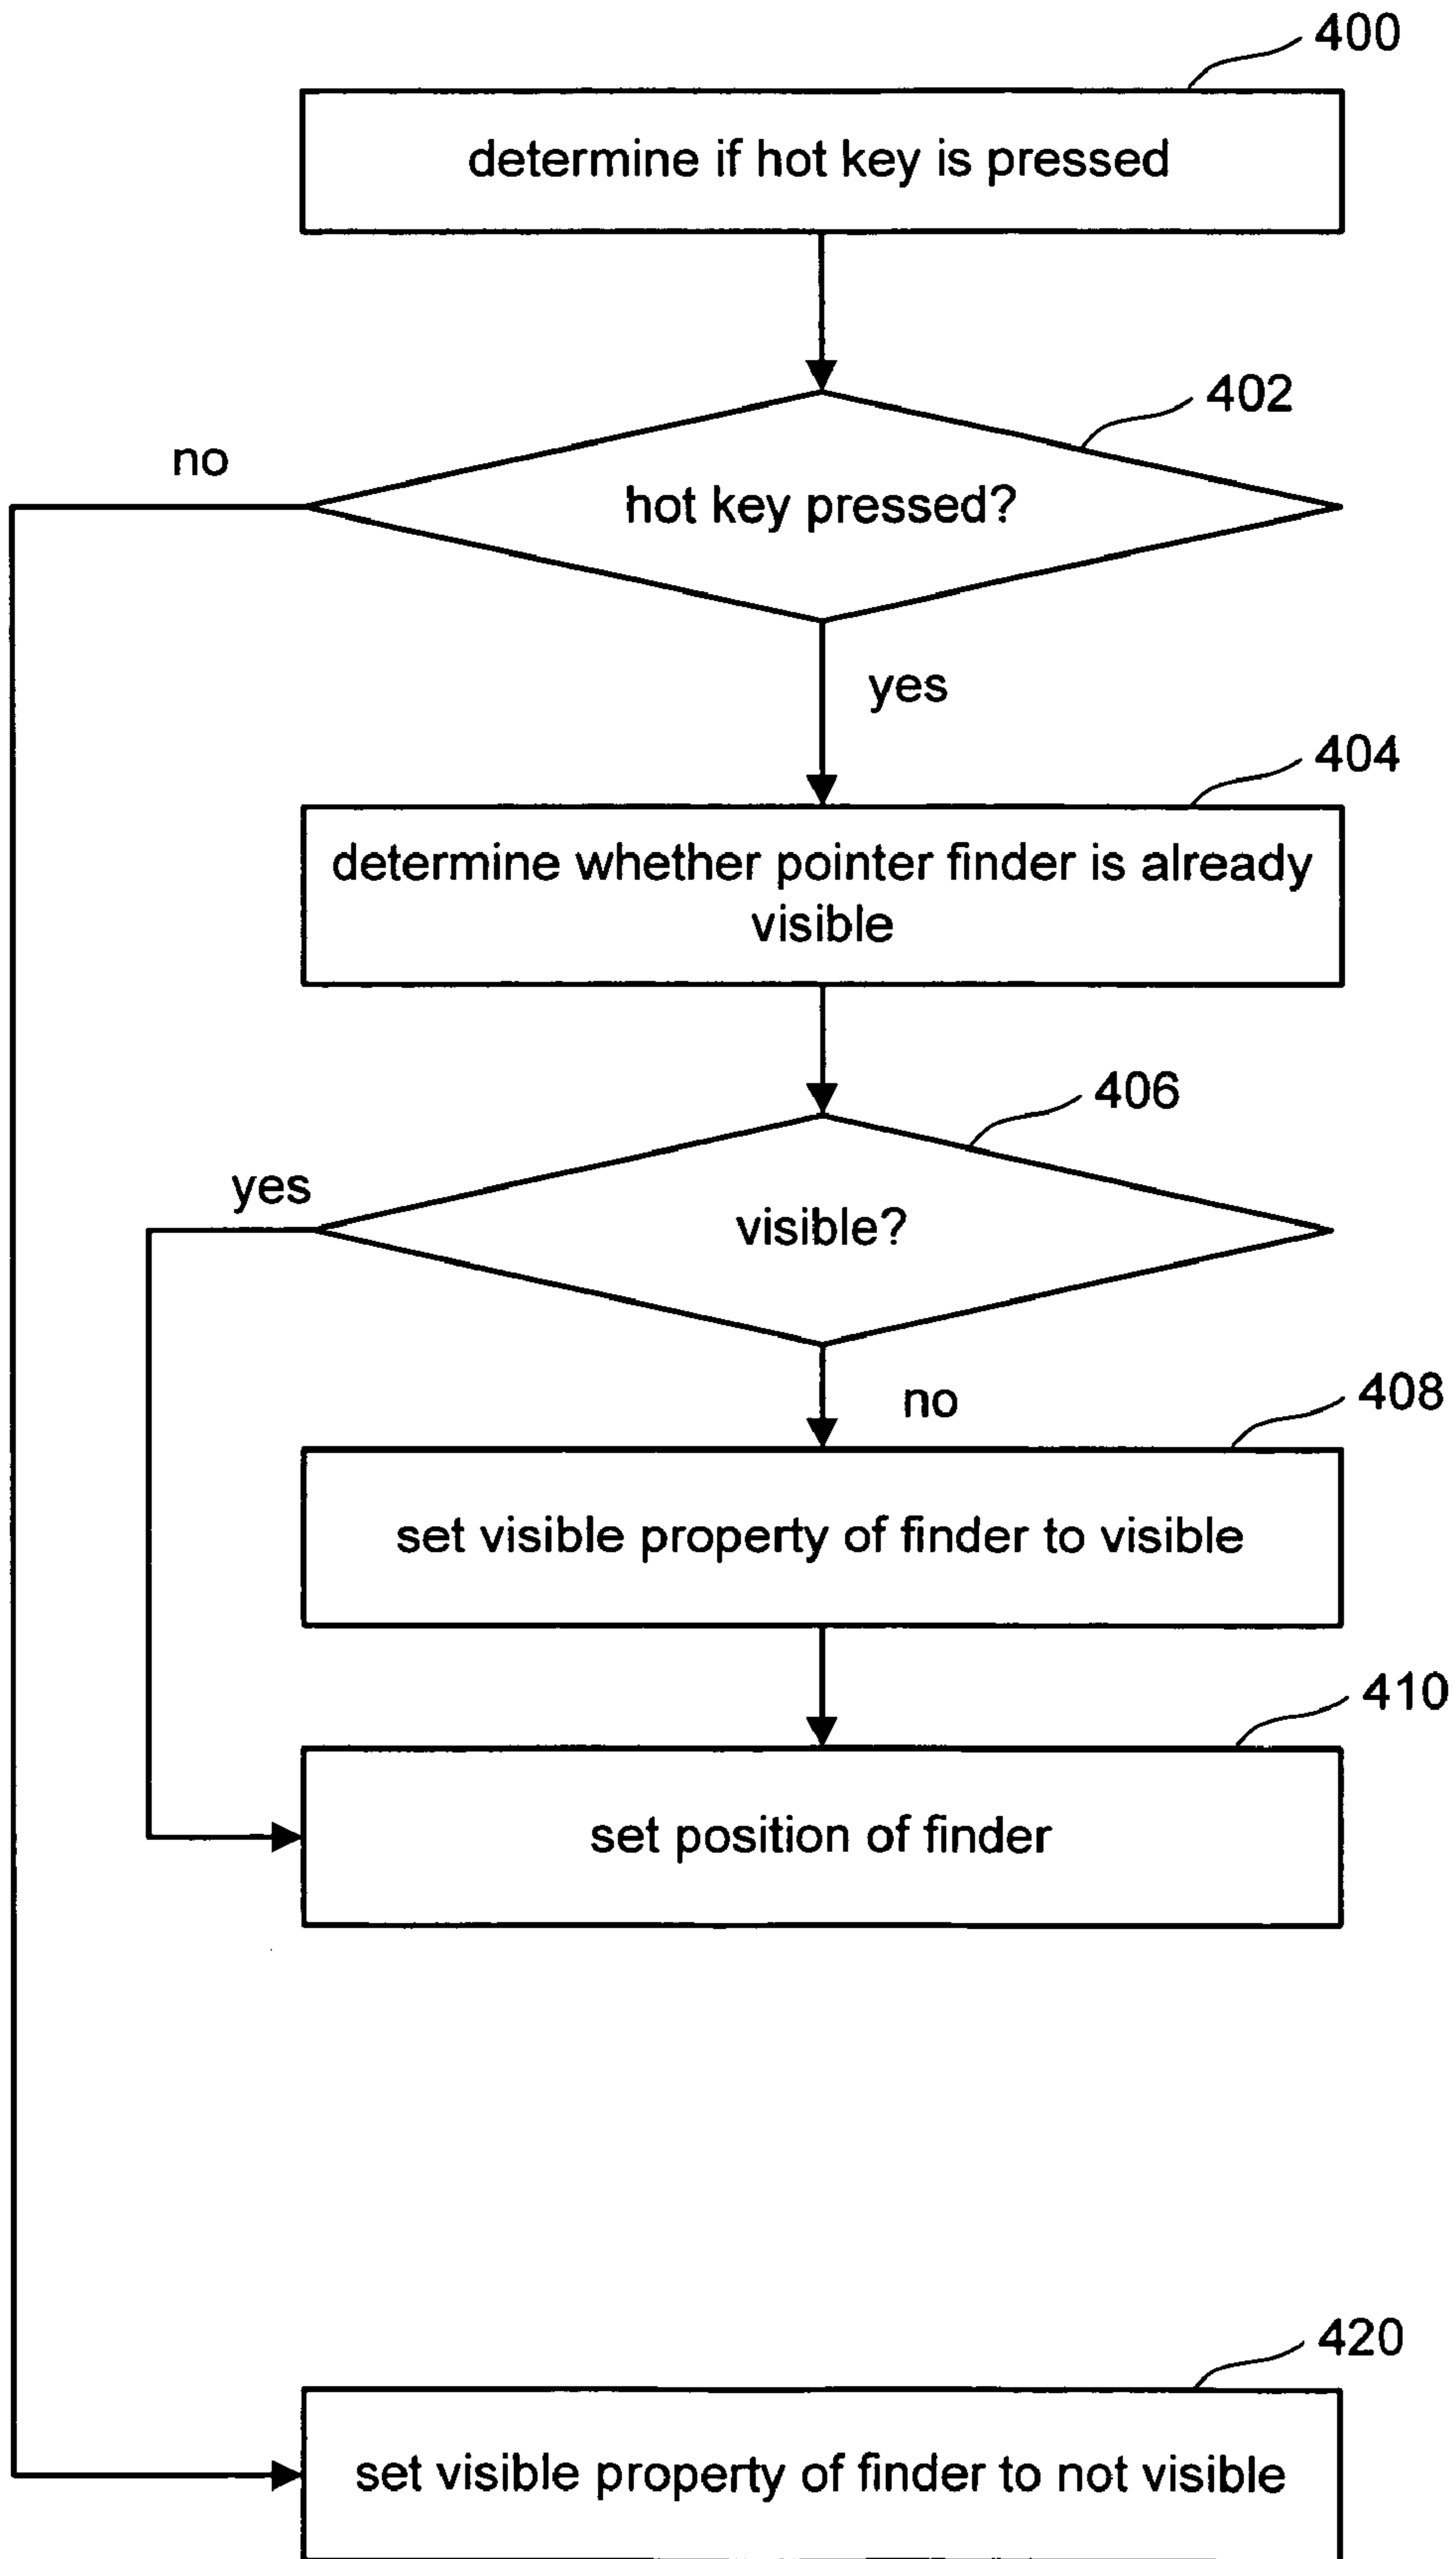 400
determine if hot key is pressed
402
no
hot key pressed?
yes
404
determine whether pointer finder is already
visible
406
yes
visible?
no
408
set visible property of finder to visible
410
set position of finder
420
set visible property of finder to not visible